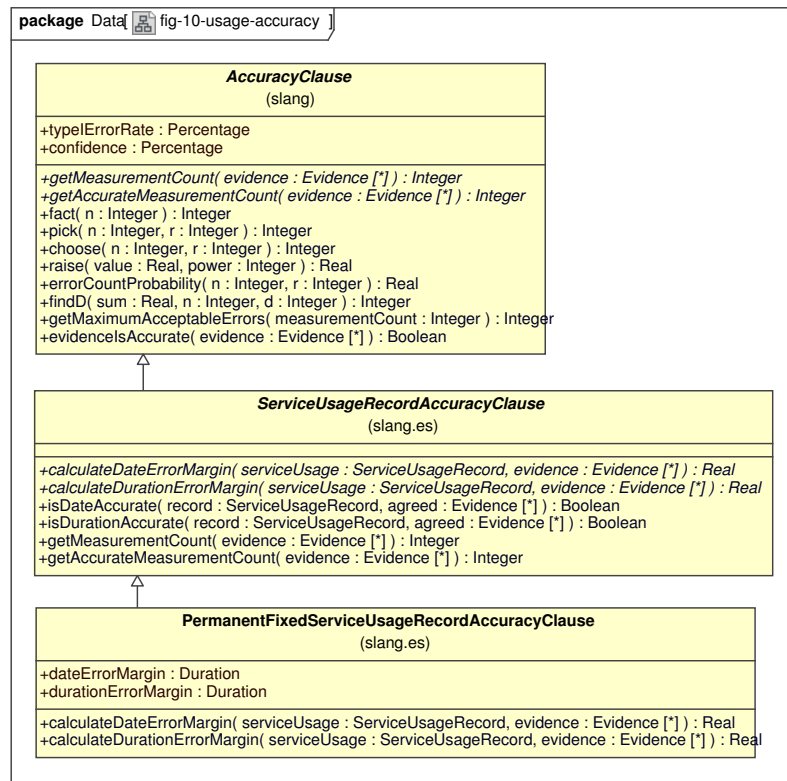 package Data[ fig-10-usage-accuracy ]
AccuracyClause
(slang)
+typeIErrorRate : Percentage
+confidence : Percentage
+getMeasurementCount( evidence : Evidence [*] ) : Integer
+getAccurateMeasurementCount( evidence : Evidence [*] ) : Integer
+fact( n : Integer ) : Integer
+pick( n : Integer, r : Integer ) : Integer
+choose( n : Integer, r : Integer ) : Integer
+raise( value : Real, power : Integer ) : Real
+errorCountProbability( n : Integer, r : Integer ) : Real
+findD( sum : Real, n : Integer, d : Integer ) : Integer
+getMaximumAcceptableErrors( measurementCount : Integer ) : Integer
+evidenceIsAccurate( evidence : Evidence [*] ) : Boolean
ServiceUsageRecordAccuracyClause
(slang.es)
+calculateDateErrorMargin( serviceUsage : ServiceUsageRecord, evidence : Evidence [*] ) : Real
+calculateDurationErrorMargin( serviceUsage : ServiceUsageRecord, evidence : Evidence [*] ) : Real
+isDateAccurate( record : ServiceUsageRecord, agreed : Evidence [*] ) : Boolean
+isDurationAccurate( record : ServiceUsageRecord, agreed : Evidence [*] ) : Boolean
+getMeasurementCount( evidence : Evidence [*] ) : Integer
+getAccurateMeasurementCount( evidence : Evidence [*] ) : Integer
PermanentFixedServiceUsageRecordAccuracyClause
(slang.es)
+dateErrorMargin : Duration
+durationErrorMargin : Duration
+calculateDateErrorMargin( serviceUsage : ServiceUsageRecord, evidence : Evidence [*] ) : Real
+calculateDurationErrorMargin( serviceUsage : ServiceUsageRecord, evidence : Evidence [*] ) : Real